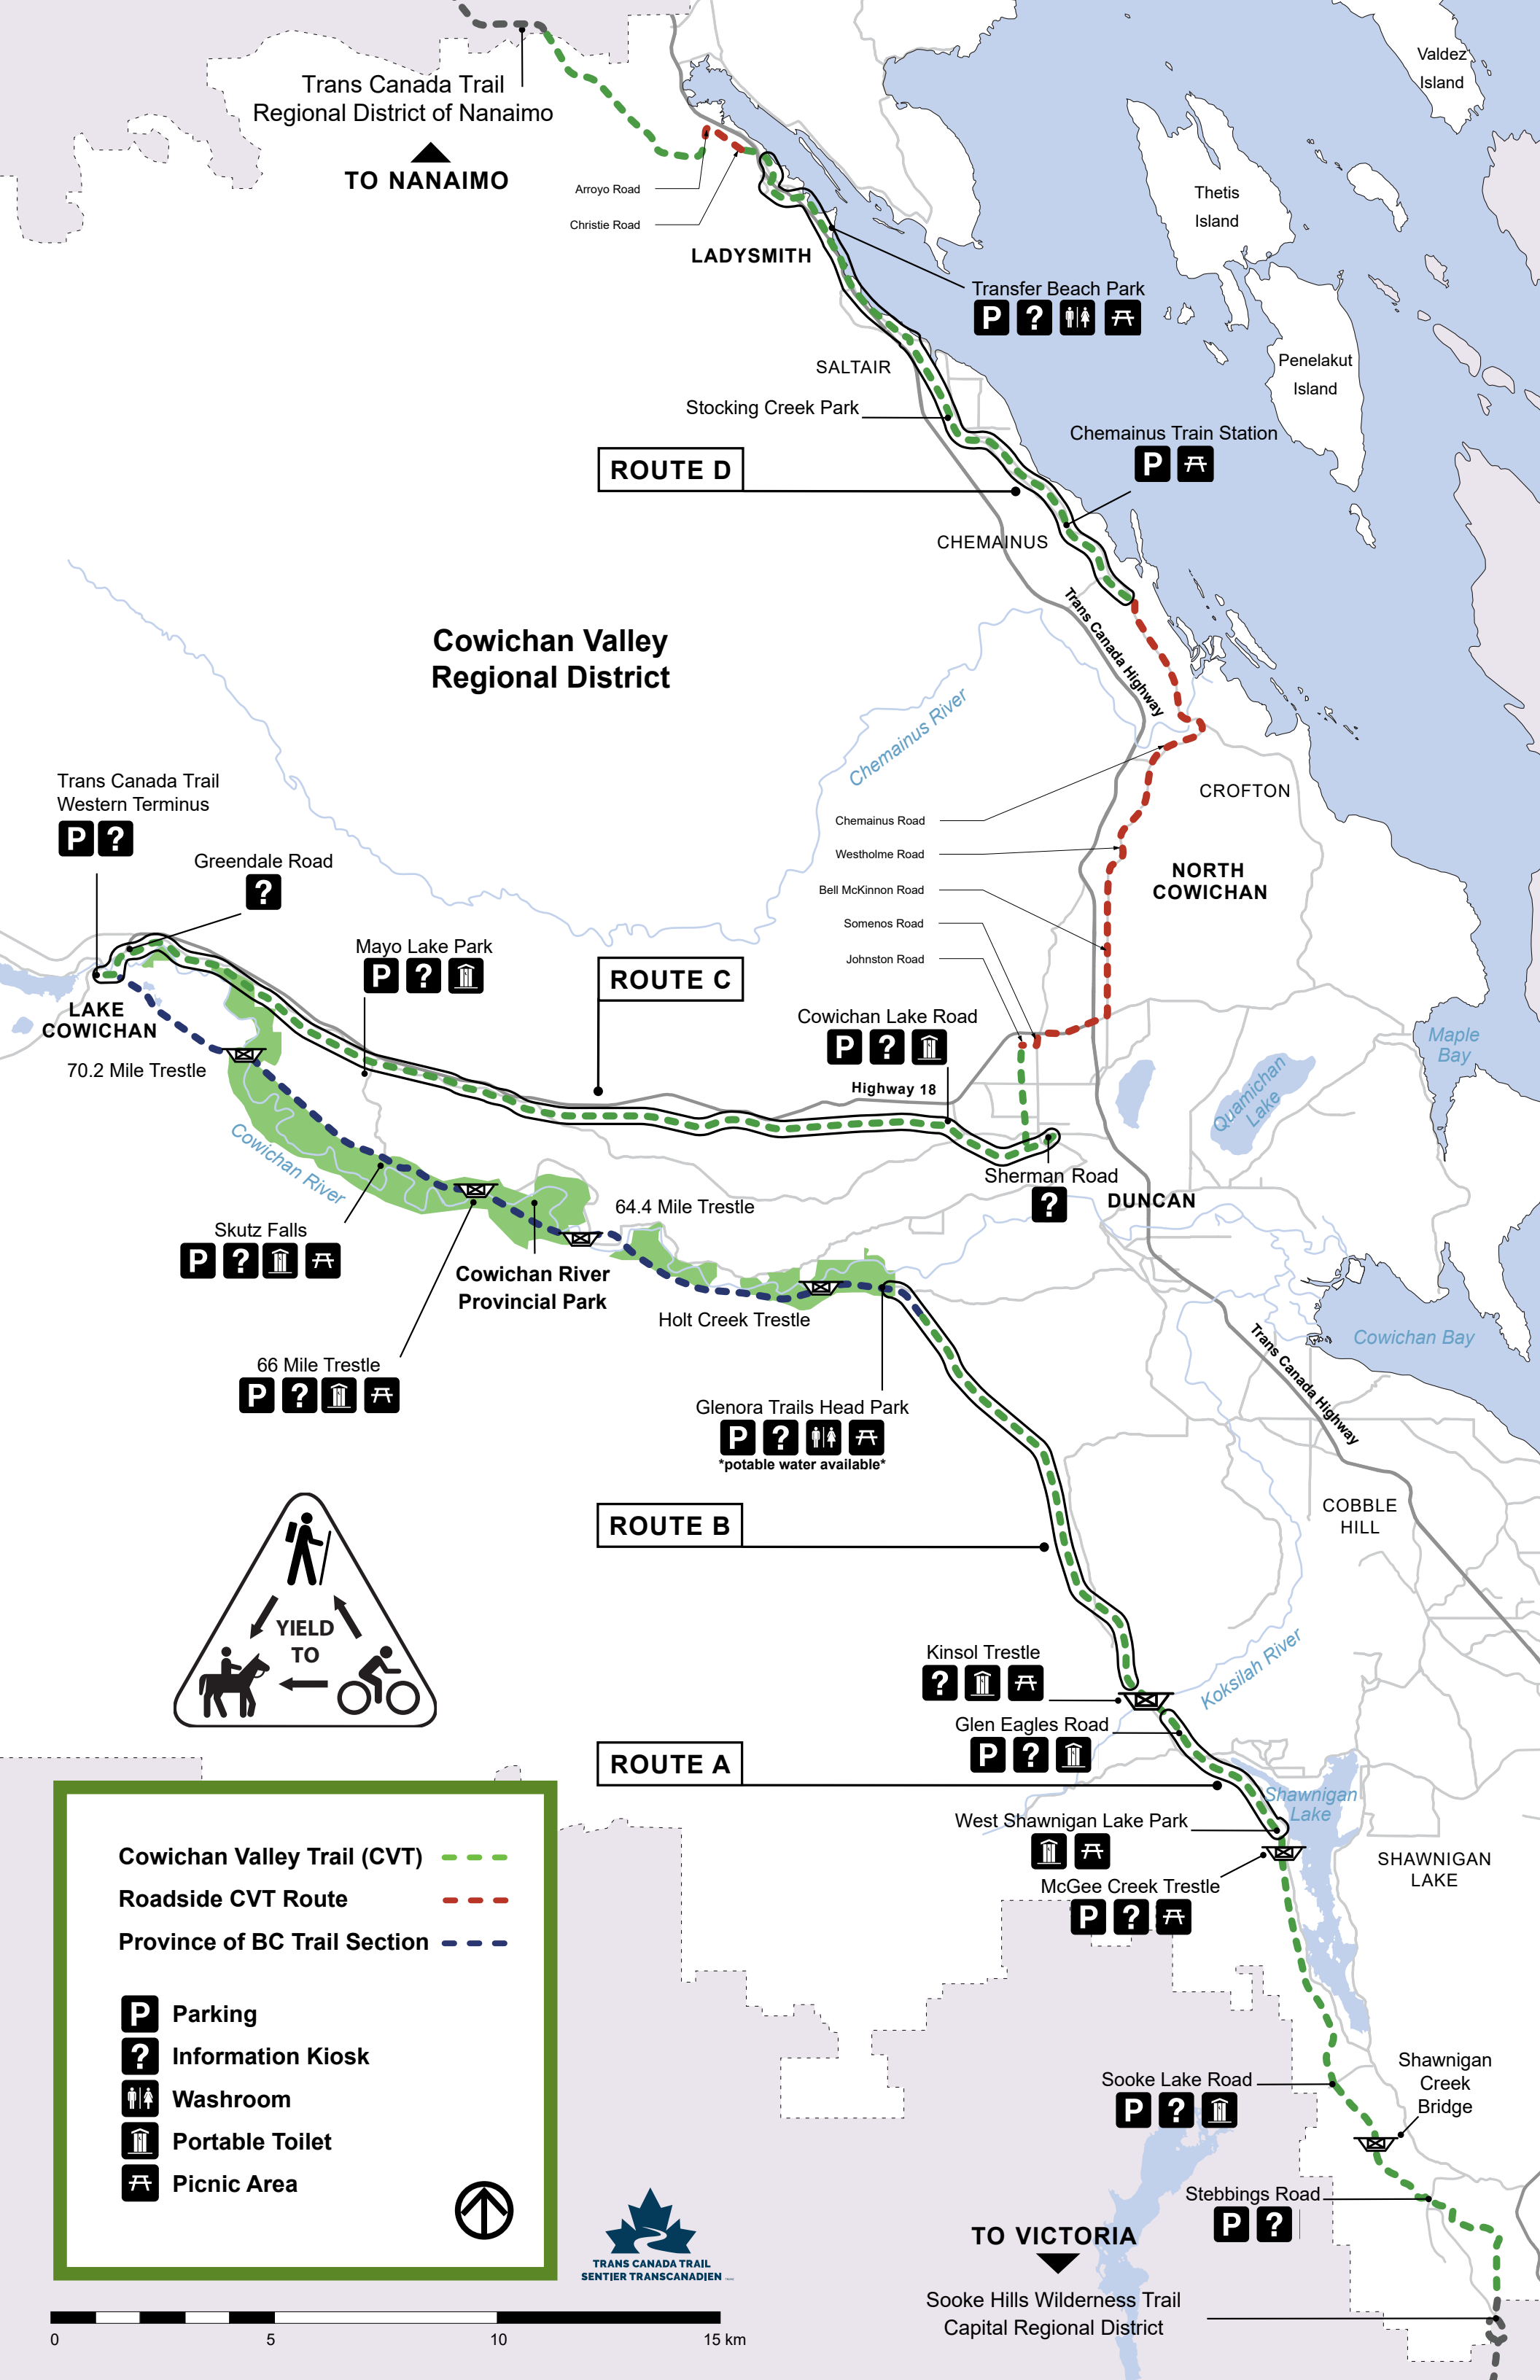 Valdez
Island
Trans Canada Trail
Regional District of Nanaimo
TO NANAIMO
Arroyo Road
Christie Road
Thetis
Island
LADYSMITH
Transfer Beach Park
P ?
Penelakut
Island
SALTAIR
Stocking Creek Park
Chemainus Train Station
P
ROUTE D
CHEMAINUS
Trans Canada Highway
Cowichan Valley
Regional District
Chemainus River
Trans Canada Trail
Western Terminus
P ?
CROFTON
Chemainus Road
Westholme Road
Greendale Road
?
NORTH
COWICHAN
Bell McKinnon Road
Somenos Road
Johnston Road
Mayo Lake Park
P ?
ROUTE C
LAKE
COWICHAN
Cowichan Lake Road
P ?
Maple
Bay
70.2 Mile Trestle
Highway 18
Quamichan
Lake
Cowichan River
Sherman Road
?
DUNCAN
64.4 Mile Trestle
Skutz Falls
P ?
Cowichan River
Provincial Park
Holt Creek Trestle
Cowichan Bay
Trans Canada Highway
66 Mile Trestle
P ?
Glenora Trails Head Park
P ?
*potable water available*
COBBLE
HILL
ROUTE B
YIELD
TO
Kinsol Trestle
?
Koksilah River
Glen Eagles Road
P ?
ROUTE A
Shawnigan
Lake
West Shawnigan Lake Park
SHAWNIGAN
LAKE
McGee Creek Trestle
P ?
Cowichan Valley Trail (CVT)
Roadside CVT Route
Province of BC Trail Section
P Parking
? Information Kiosk
Washroom
Portable Toilet
Picnic Area
Shawnigan
Creek
Bridge
Sooke Lake Road
P ?
Stebbings Road
P ?
TO VICTORIA
Sooke Hills Wilderness Trail
Capital Regional District
TRANS CANADA TRAIL
SENTIER TRANSCANADIEN
0 5 10 15 km